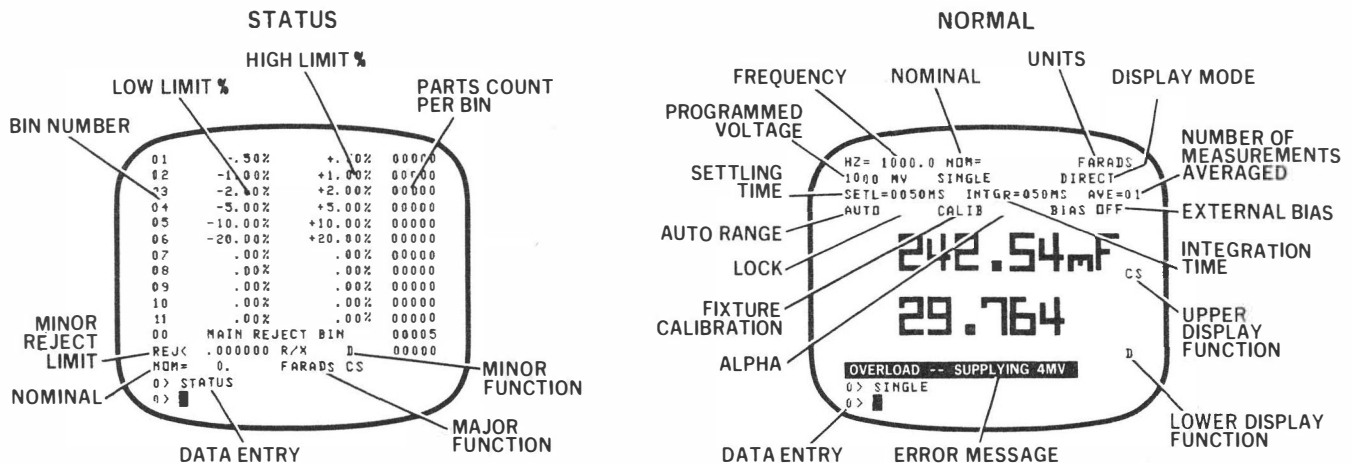 STATUS
HIGH LIMIT %
LOW LIMIT %
PARTS COUNT
PER BIN
BIN NUMBER
01 -.50% 00000
02 -1.00% +1.00% 00000
03 -2.00% +2.00% 00000
04 -5.00% +5.00% 00000
05 -10.00% +10.00% 00000
06 -20.00% +20.00% 00000
07 .00% .00% 00000
08 .00% .00% 00000
09 .00% .00% 00000
10 .00% .00% 00000
11 .00% .00% 00000
00 MAIN REJECT BIN 00005
REJ< .000000 R/X D 00000
NOM= 0. FARADS CS
0> STATUS
0>
MINOR
REJECT
LIMIT
NOMINAL
MINOR
FUNCTION
MAJOR
FUNCTION
DATA ENTRY
NORMAL
UNITS
FREQUENCY
NOMINAL
DISPLAY MODE
PROGRAMMED
VOLTAGE
NUMBER OF
MEASUREMENTS
AVERAGED
SETTLING
TIME
HZ= 1000.0 NOM= FARADS
1000 MV SINGLE DIRECT
SETL=0050MS INTGR=050MS AVE=01
AUTO CALIB BIAS OFF
242.54mF
CS
29.764
D
OVERLOAD -- SUPPLYING 4MV
0> SINGLE
0>
EXTERNAL BIAS
AUTO RANGE
INTEGRATION
TIME
LOCK
FIXTURE
CALIBRATION
UPPER
DISPLAY
FUNCTION
ALPHA
LOWER DISPLAY
FUNCTION
DATA ENTRY
ERROR MESSAGE